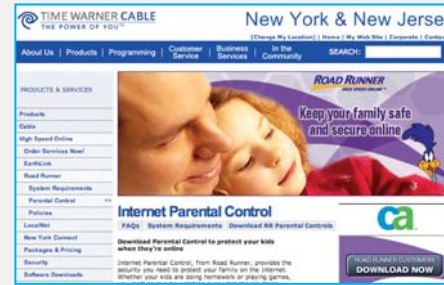 TIME WARNER CABLE
THE POWER OF YOU™
New York & New Jerse
[Change My Location] | Home | My Web Site | Corporate | Contac
About Us | Products | Programming | Customer Service | Business Services | In the Community
SEARCH:
ROAD RUNNER
HIGH SPEED ONLINE
Keep your family safe
and secure online
PRODUCTS & SERVICES
Products
Cable
High Speed Online
Order Services Now!
EarthLink
Road Runner
System Requirements
Parental Control >>
Policies
LocalNet
New York Connect
Packages & Pricing
Security
Software Downloads
Internet Parental Control
FAQs System Requirements Download RR Parental Controls
Download Parental Control to protect your kids
when they're online
Internet Parental Control, from Road Runner, provides the
security you need to protect your family on the Internet.
Whether your kids are doing homework or playing games,
ca
ROAD RUNNER CUSTOMERS
DOWNLOAD NOW